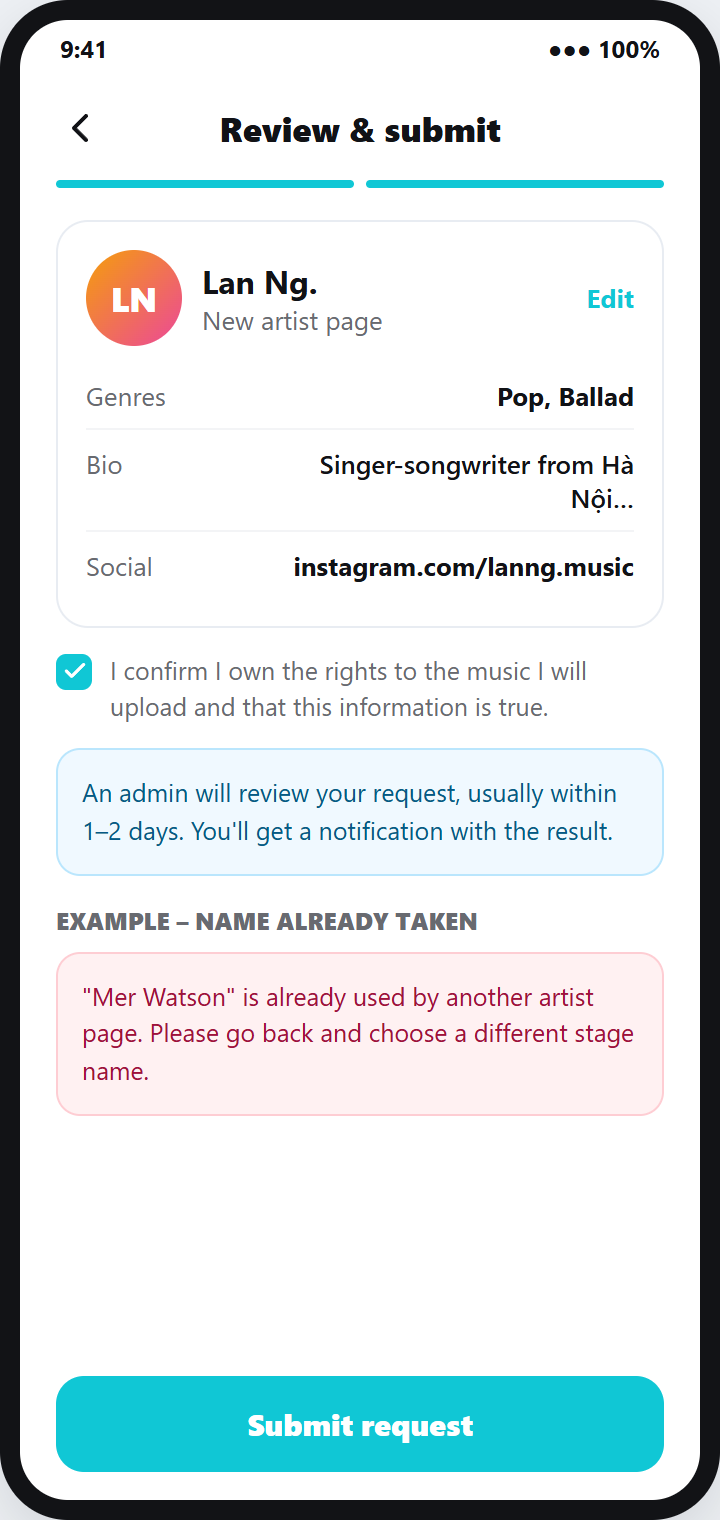 9:41
●●● 100%
Review & submit
LN
Lan Ng.
New artist page
Edit
Genres
Pop, Ballad
Bio
Singer-songwriter from Hà
Nội...
Social
instagram.com/lanng.music
I confirm I own the rights to the music I will
upload and that this information is true.
An admin will review your request, usually within
1–2 days. You'll get a notification with the result.
EXAMPLE – NAME ALREADY TAKEN
"Mer Watson" is already used by another artist
page. Please go back and choose a different stage
name.
Submit request